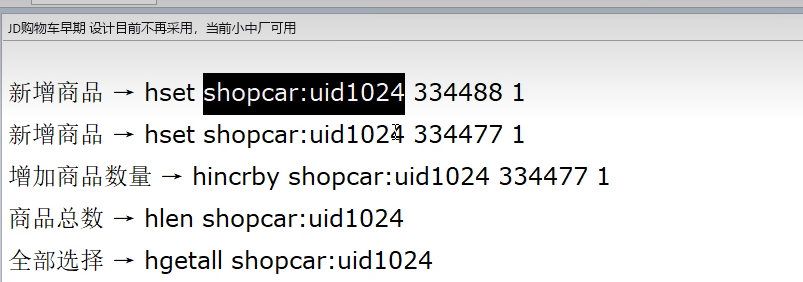 JD购物车早期 设计目前不再采用，当前小中厂可用
新增商品 → hset shopcar:uid1024 334488 1
新增商品 → hset shopcar:uid1024 334477 1
增加商品数量 → hincrby shopcar:uid1024 334477 1
商品总数 → hlen shopcar:uid1024
全部选择 → hgetall shopcar:uid1024